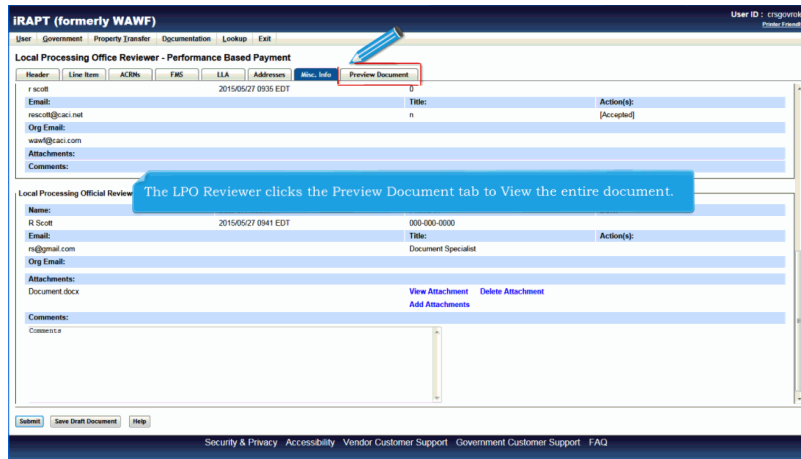 iRAPT (formerly WAWF)
User ID : crsgovrole
Printer Friendly
User Government Property Transfer Documentation Lookup Exit
Local Processing Office Reviewer - Performance Based Payment
Header Line Item ACRNs FMS LLA Addresses Misc. Info Preview Document
r scott 2015/05/27 0935 EDT 0
Email: Title: Action(s):
rescott@caci.net n [Accepted]
Org Email:
wawf@caci.com
Attachments:
Comments:
The LPO Reviewer clicks the Preview Document tab to View the entire document.
Local Processing Official Review
Name:
R Scott 2015/05/27 0941 EDT 000-000-0000
Email: Title: Action(s):
rs@gmail.com Document Specialist
Org Email:
Attachments:
Document.docx View Attachment Delete Attachment
Add Attachments
Comments:
Comments
Submit Save Draft Document Help
Security & Privacy Accessibility Vendor Customer Support Government Customer Support FAQ